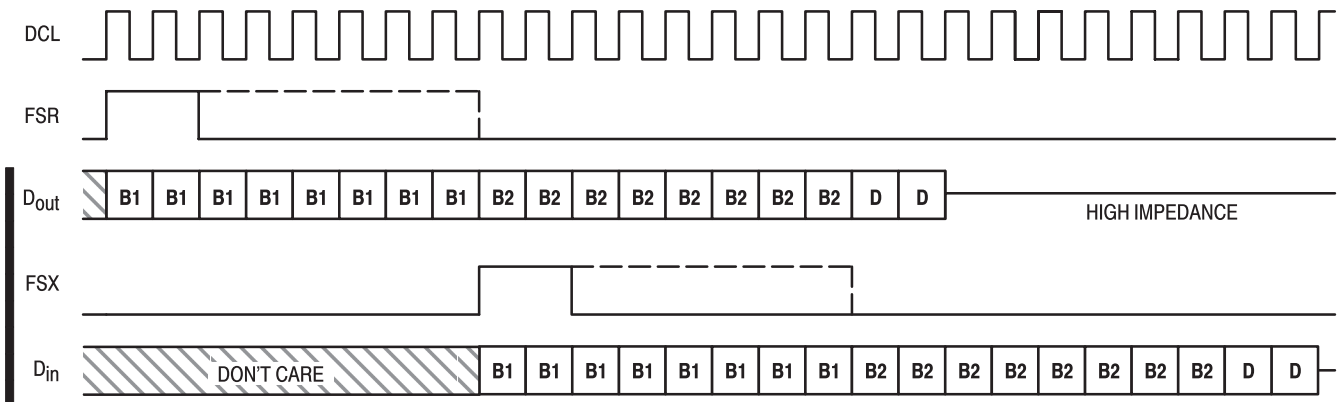 DCL
FSR
Dout B1 B1 B1 B1 B1 B1 B1 B1 B2 B2 B2 B2 B2 B2 B2 B2 D D HIGH IMPEDANCE
FSX
Din DON'T CARE B1 B1 B1 B1 B1 B1 B1 B1 B2 B2 B2 B2 B2 B2 B2 B2 D D